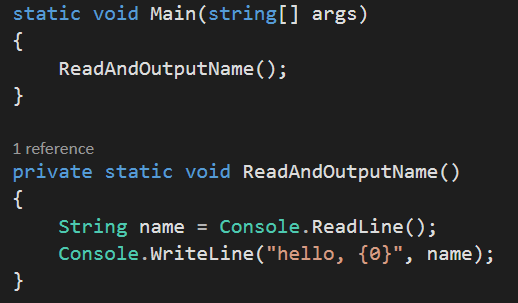 static void Main(string[] args)
{
    ReadAndOutputName();
}
1 reference
private static void ReadAndOutputName()
{
    String name = Console.ReadLine();
    Console.WriteLine("hello, {0}", name);
}